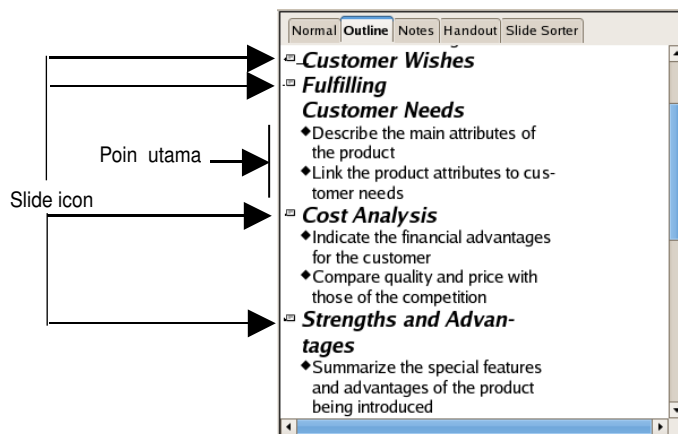 Normal Outline Notes Handout Slide Sorter
Customer Wishes
Fulfilling
Customer Needs
Describe the main attributes of
the product
Link the product attributes to cus-
tomer needs
Cost Analysis
Indicate the financial advantages
for the customer
Compare quality and price with
those of the competition
Strengths and Advan-
tages
Summarize the special features
and advantages of the product
being introduced
Poin utama
Slide icon